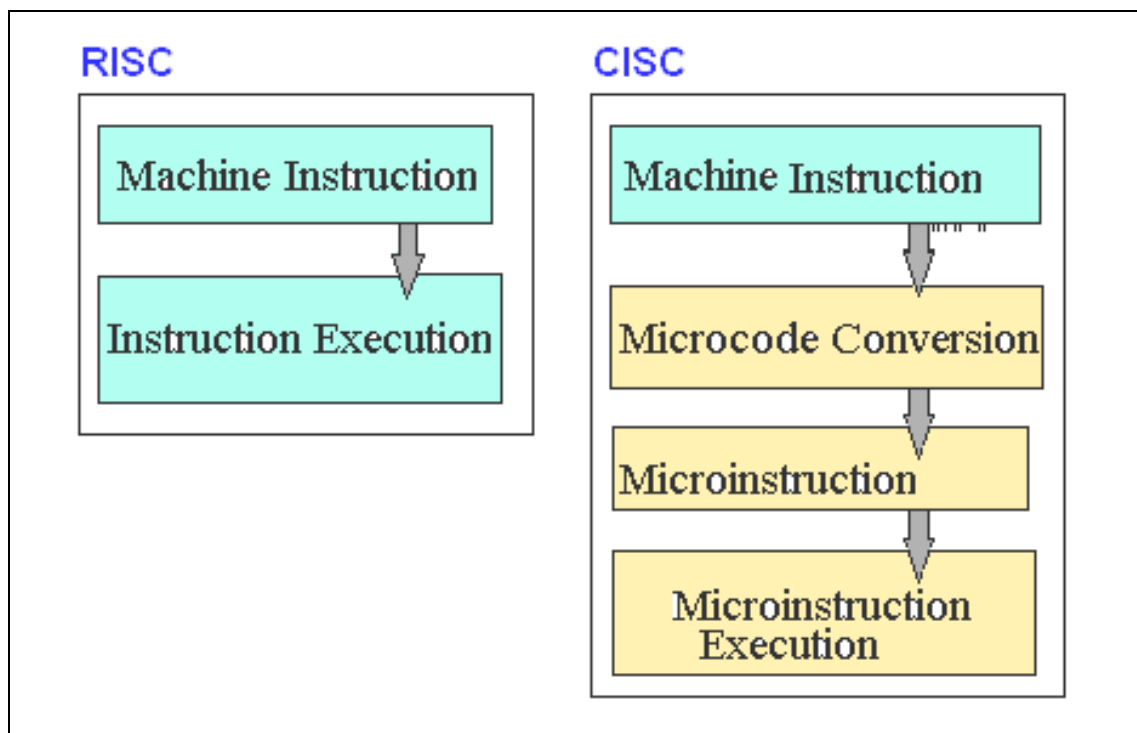 RISC
Machine Instruction
Instruction Execution
CISC
Machine Instruction
Microcode Conversion
Microinstruction
Microinstruction
Execution